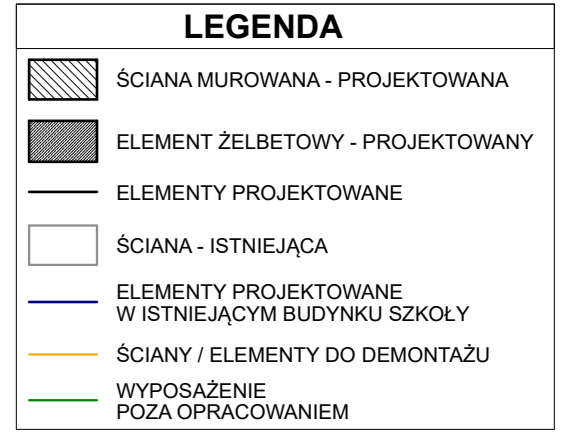 LEGENDA
ŚCIANA MUROWANA - PROJEKTOWANA
ELEMENT ŻELBETOWY - PROJEKTOWANY
ELEMENTY PROJEKTOWANE
ŚCIANA - ISTNIEJĄCA
ELEMENTY PROJEKTOWANE
W ISTNIEJĄCYM BUDYNKU SZKOŁY
ŚCIANY / ELEMENTY DO DEMONTAŻU
WYPOSAŻENIE
POZA OPRACOWANIEM